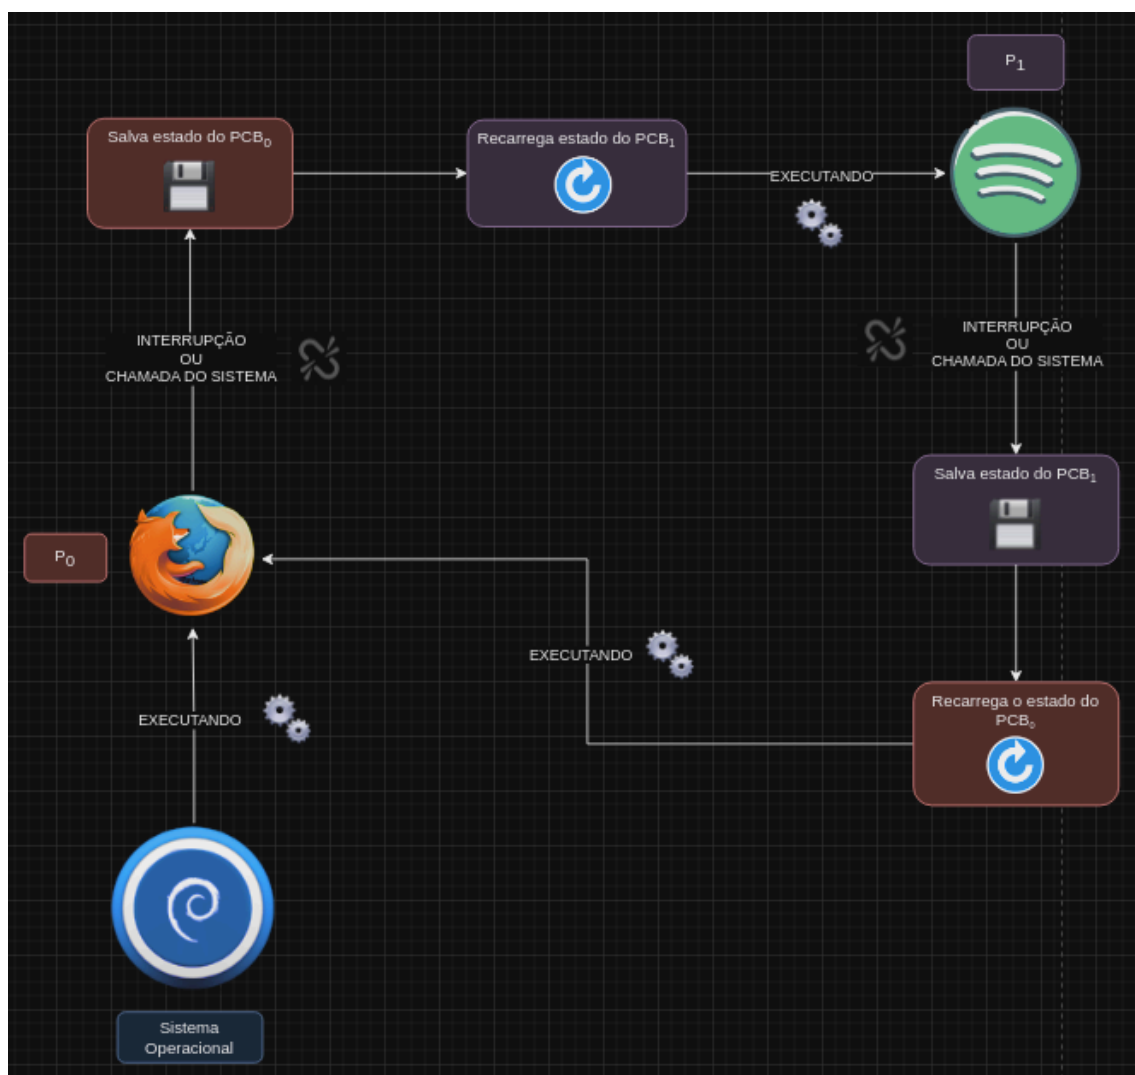 P₁
Salva estado do PCB₀
Recarrega estado do PCB₁
EXECUTANDO
INTERRUPÇÃO
OU
CHAMADA DO SISTEMA
INTERRUPÇÃO
OU
CHAMADA DO SISTEMA
Salva estado do PCB₁
P₀
EXECUTANDO
Recarrega o estado do
PCB₀
EXECUTANDO
Sistema
Operacional